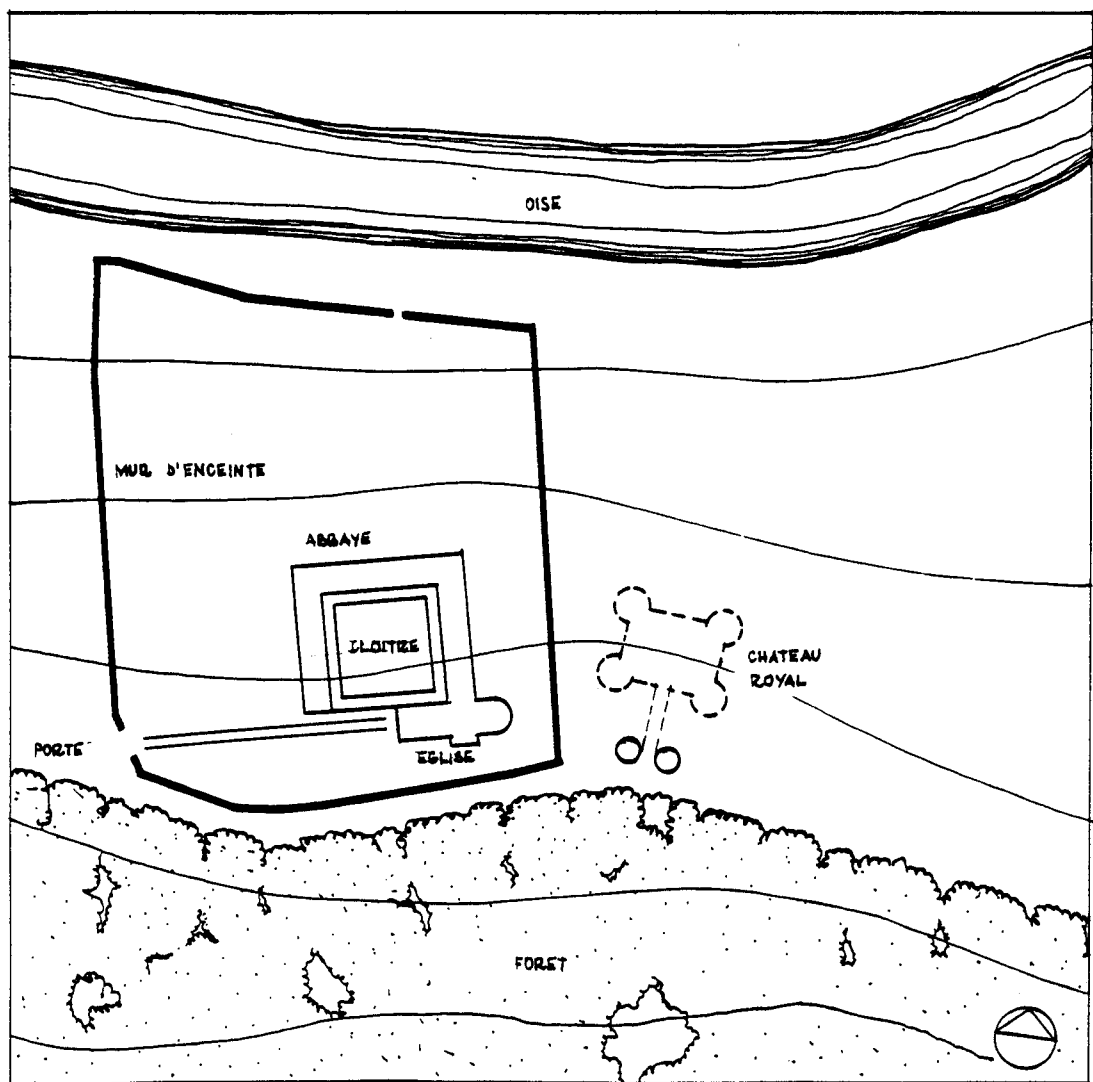 OISE
MUR D'ENCEINTE
ABBAYE
CLOITRE
CHATEAU
ROYAL
PORTE
EGLISE
FORET